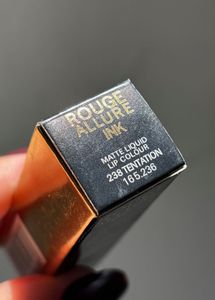 ROUGE
ALLURE
INK
MATTE LIQUID
LIP COLOUR
238 TENTATION
165.236